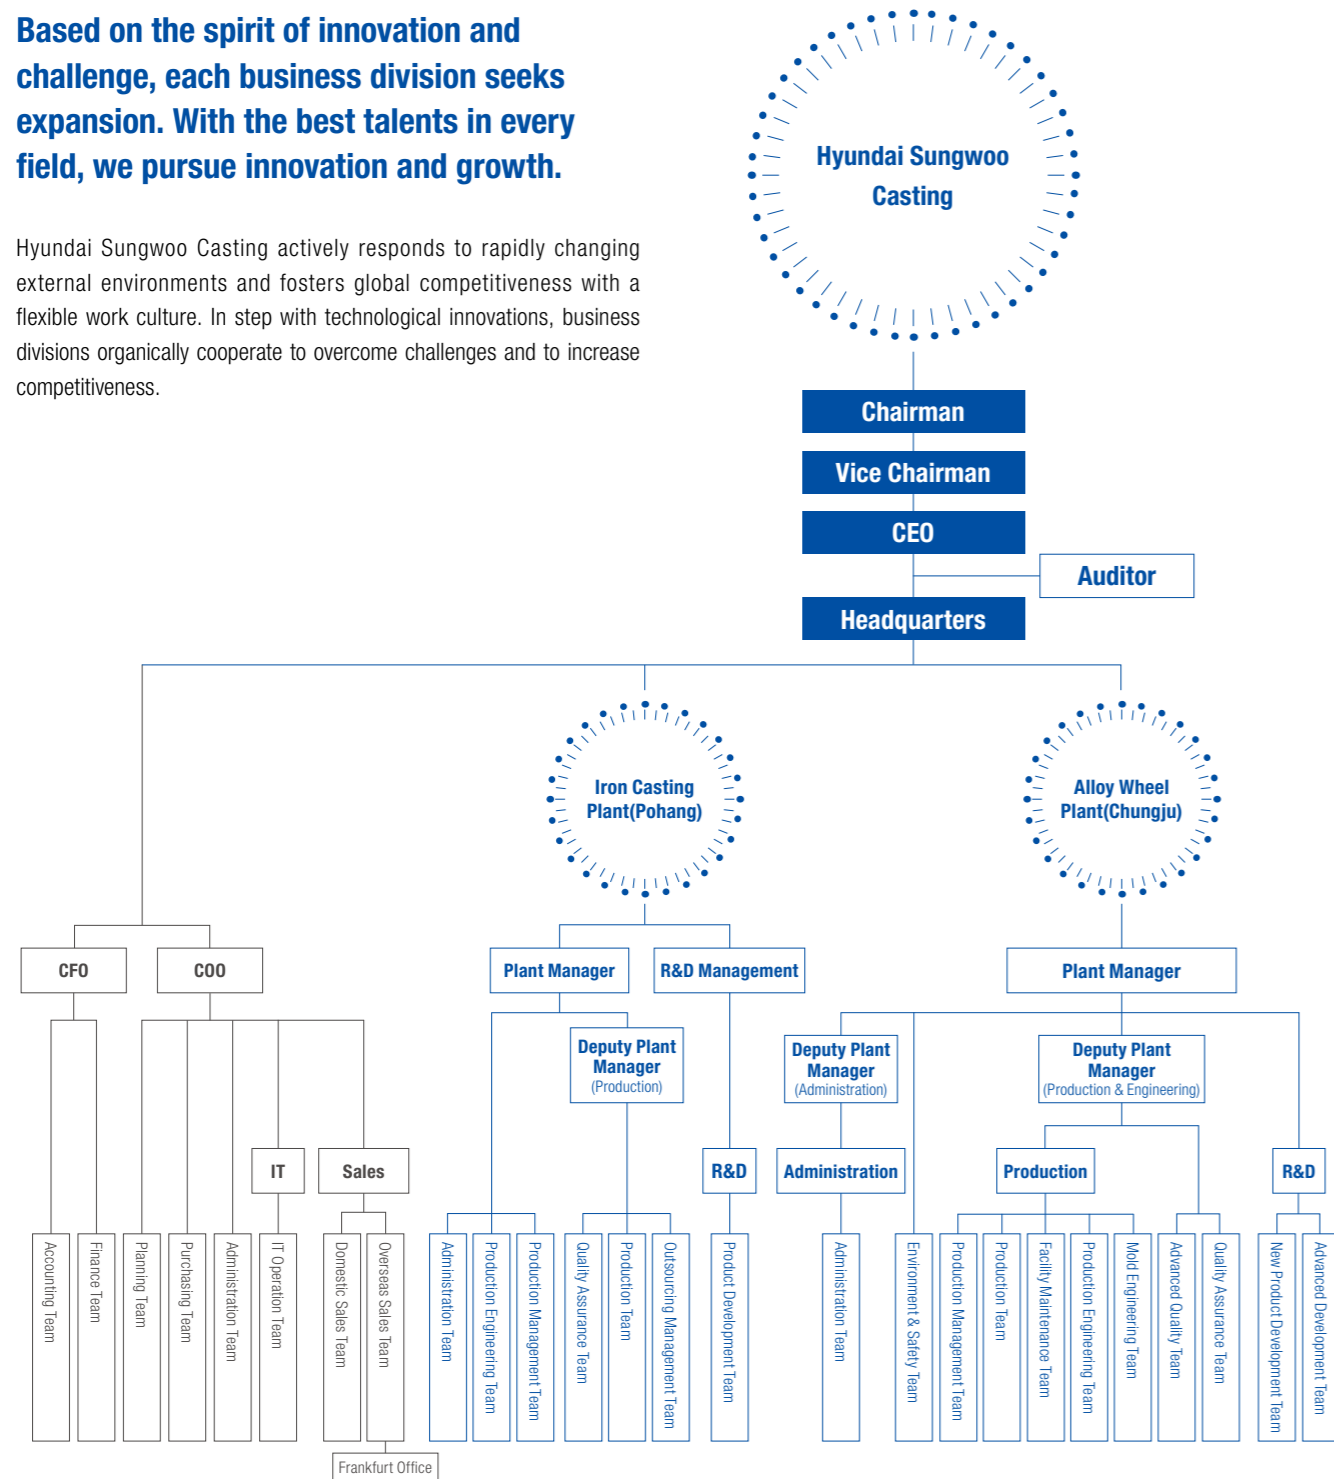 Based on the spirit of innovation and
challenge, each business division seeks
expansion. With the best talents in every
field, we pursue innovation and growth.
Hyundai Sungwoo Casting actively responds to rapidly changing
external environments and fosters global competitiveness with a
flexible work culture. In step with technological innovations, business
divisions organically cooperate to overcome challenges and to increase
competitiveness.
Hyundai Sungwoo
Casting
Chairman
Vice Chairman
CEO
Auditor
Headquarters
Iron Casting
Plant(Pohang)
Alloy Wheel
Plant(Chungju)
CFO
COO
Plant Manager
R&D Management
Plant Manager
Deputy Plant
Manager
(Production)
Deputy Plant
Manager
(Administration)
Deputy Plant
Manager
(Production & Engineering)
IT
Sales
R&D
Administration
Production
R&D
Accounting Team
Finance Team
Planning Team
Purchasing Team
Administration Team
IT Operation Team
Domestic Sales Team
Overseas Sales Team
Administration Team
Production Engineering Team
Production Management Team
Quality Assurance Team
Production Team
Outsourcing Management Team
Product Development Team
Administration Team
Environment & Safety Team
Production Management Team
Production Team
Facility Maintenance Team
Production Engineering Team
Mold Engineering Team
Advanced Quality Team
Quality Assurance Team
New Product Development Team
Advanced Development Team
Frankfurt Office